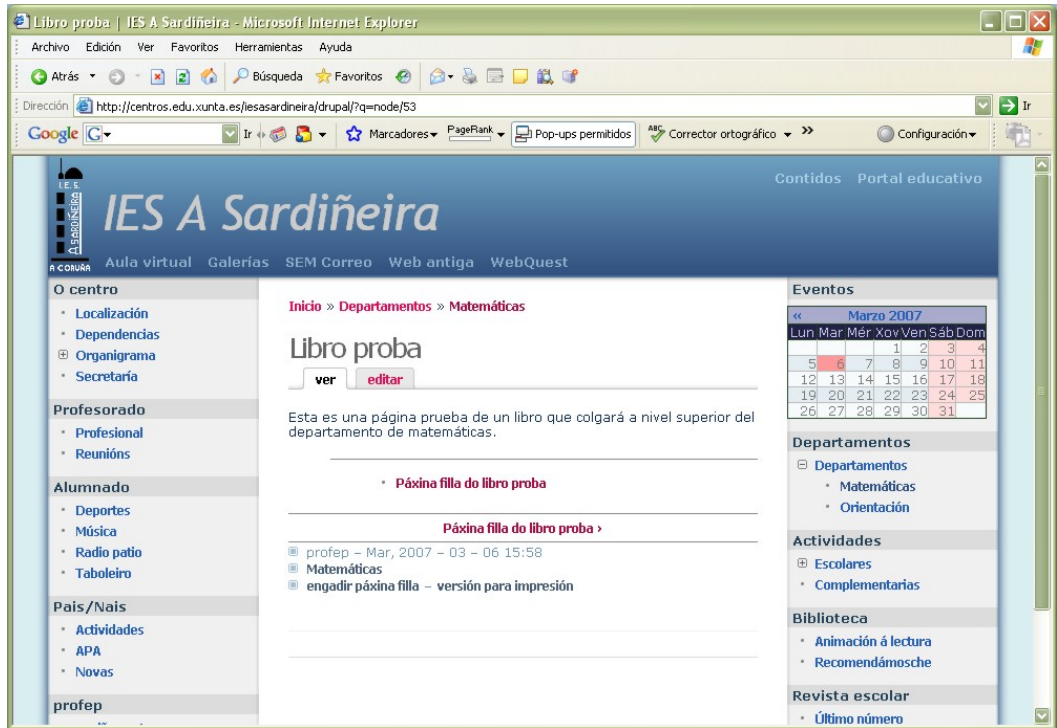 Libro proba | IES A Sardiñeira - Microsoft Internet Explorer
Archivo Edición Ver Favoritos Herramientas Ayuda
Atrás Búsqueda Favoritos
Dirección http://centros.edu.xunta.es/iesasardineira/drupal/?q=node/53 Ir
Google G Ir Marcadores PageRank Pop-ups permitidos ABC Corrector ortográfico » Configuración
I.E.S.
A SARDIÑEIRA
A CORUÑA
Contidos Portal educativo
IES A Sardiñeira
Aula virtual Galerías SEM Correo Web antiga WebQuest
O centro
Localización
Dependencias
Organigrama
Secretaría
Profesorado
Profesional
Reunións
Alumnado
Deportes
Música
Radio patio
Taboleiro
Pais/Nais
Actividades
APA
Novas
profep
Inicio » Departamentos » Matemáticas
Libro proba
ver editar
Esta es una página prueba de un libro que colgará a nivel superior del
departamento de matemáticas.
Páxina filla do libro proba
Páxina filla do libro proba ›
profep – Mar, 2007 – 03 – 06 15:58
Matemáticas
engadir páxina filla – versión para impresión
Eventos
« Marzo 2007
Lun Mar Mér Xov Ven Sáb Dom
1 2 3 4
5 6 7 8 9 10 11
12 13 14 15 16 17 18
19 20 21 22 23 24 25
26 27 28 29 30 31
Departamentos
Departamentos
Matemáticas
Orientación
Actividades
Escolares
Complementarias
Biblioteca
Animación á lectura
Recomendámosche
Revista escolar
Último número